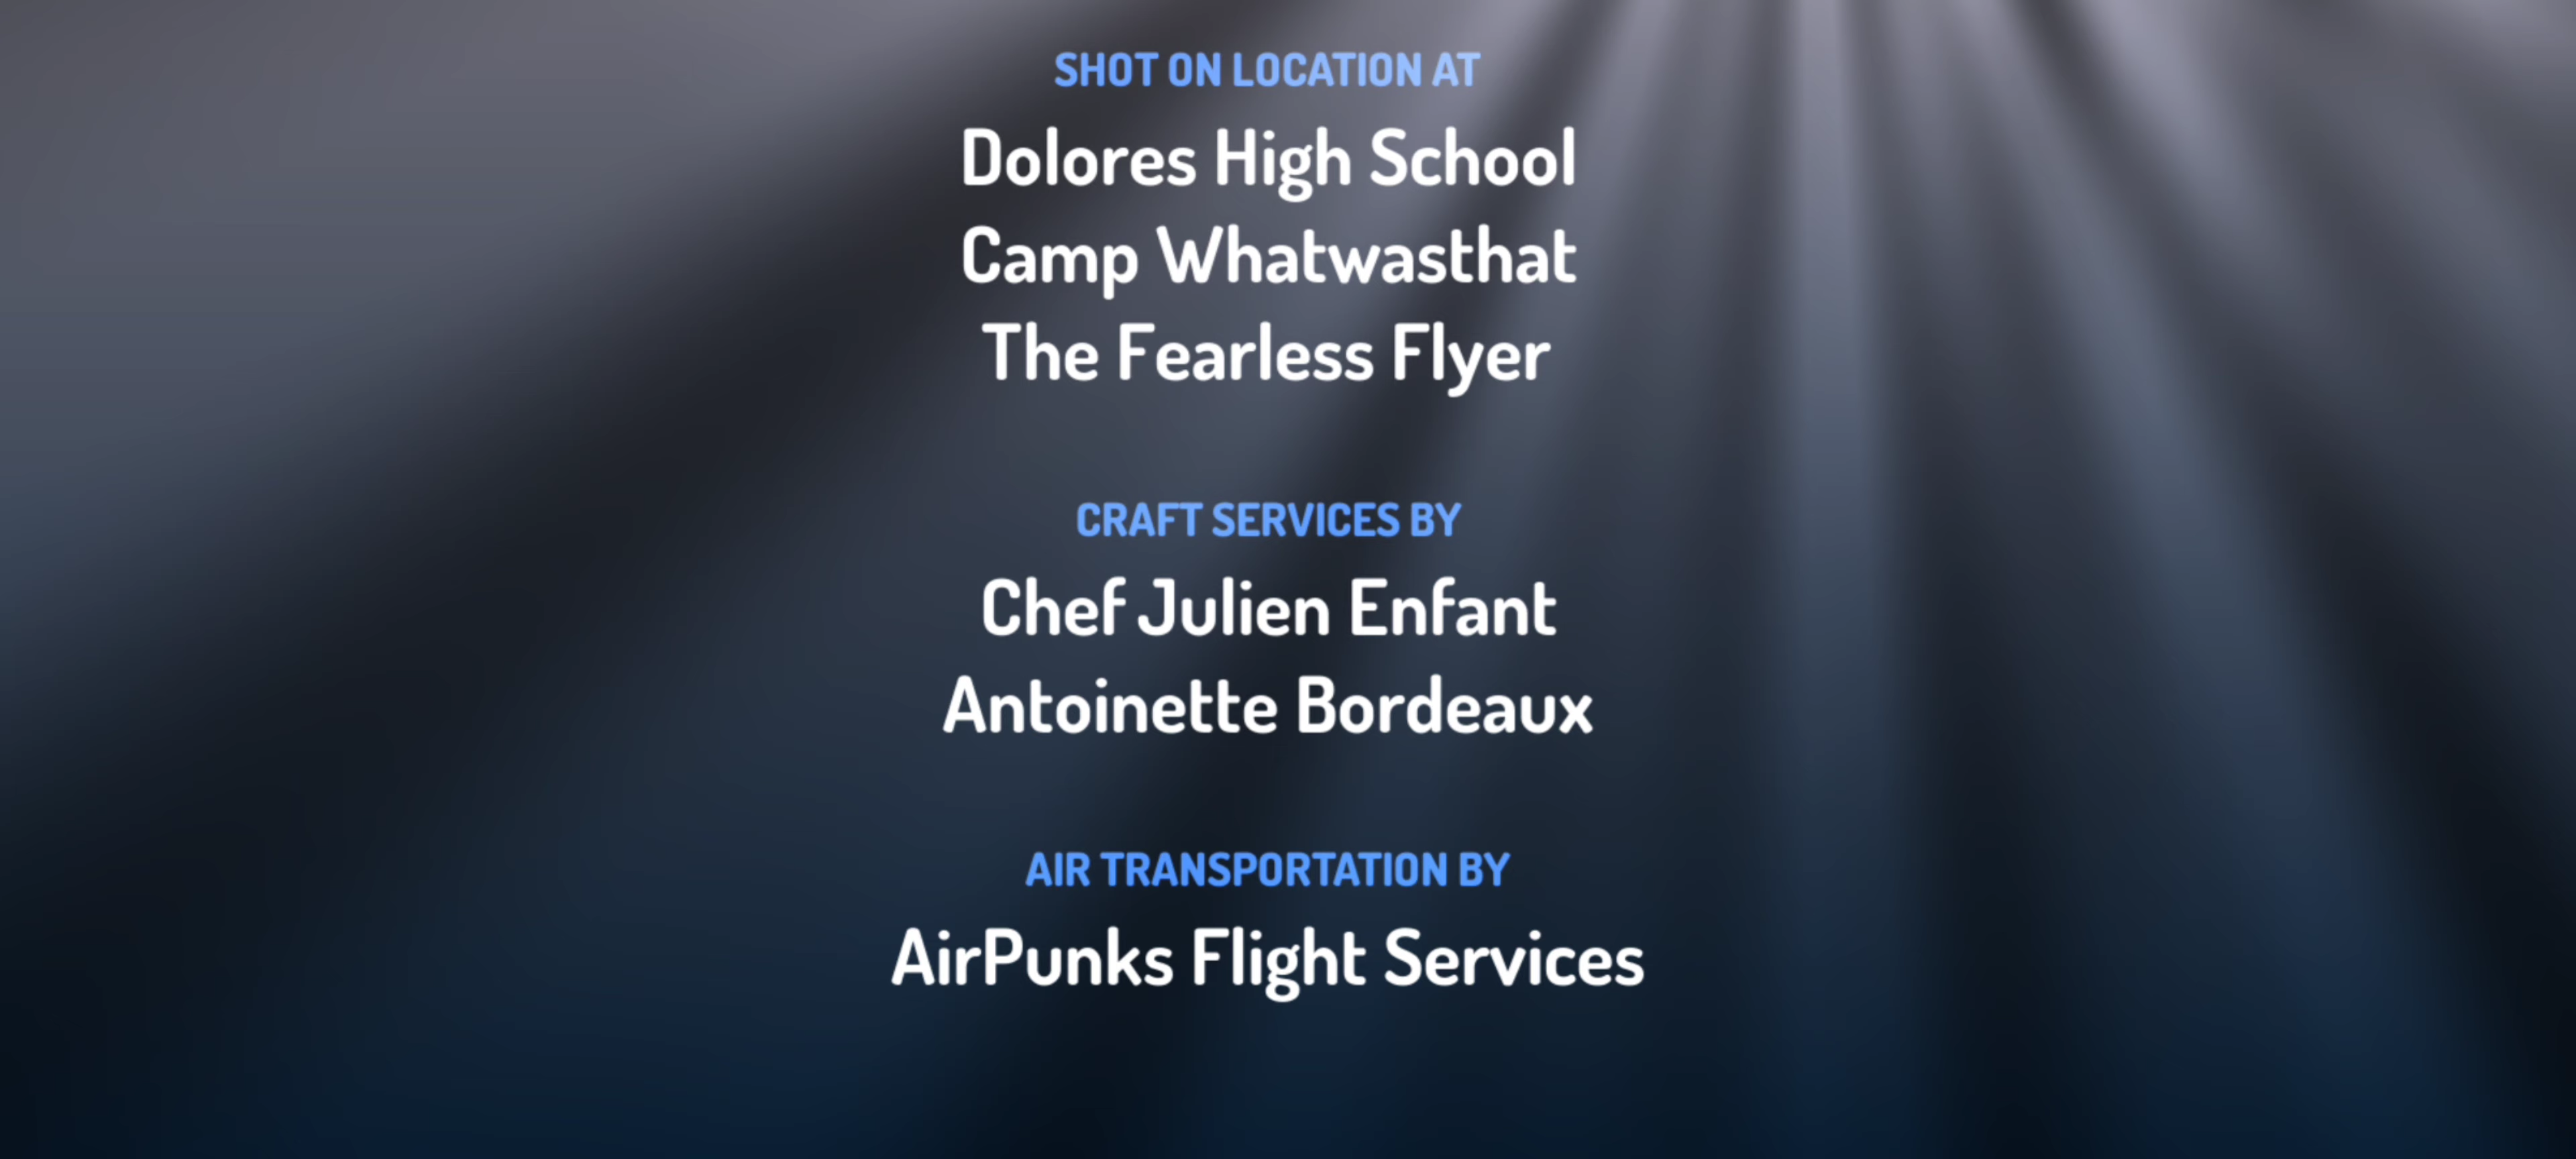 SHOT ON LOCATION AT
Dolores High School
Camp Whatwasthat
The Fearless Flyer
CRAFT SERVICES BY
Chef Julien Enfant
Antoinette Bordeaux
AIR TRANSPORTATION BY
AirPunks Flight Services